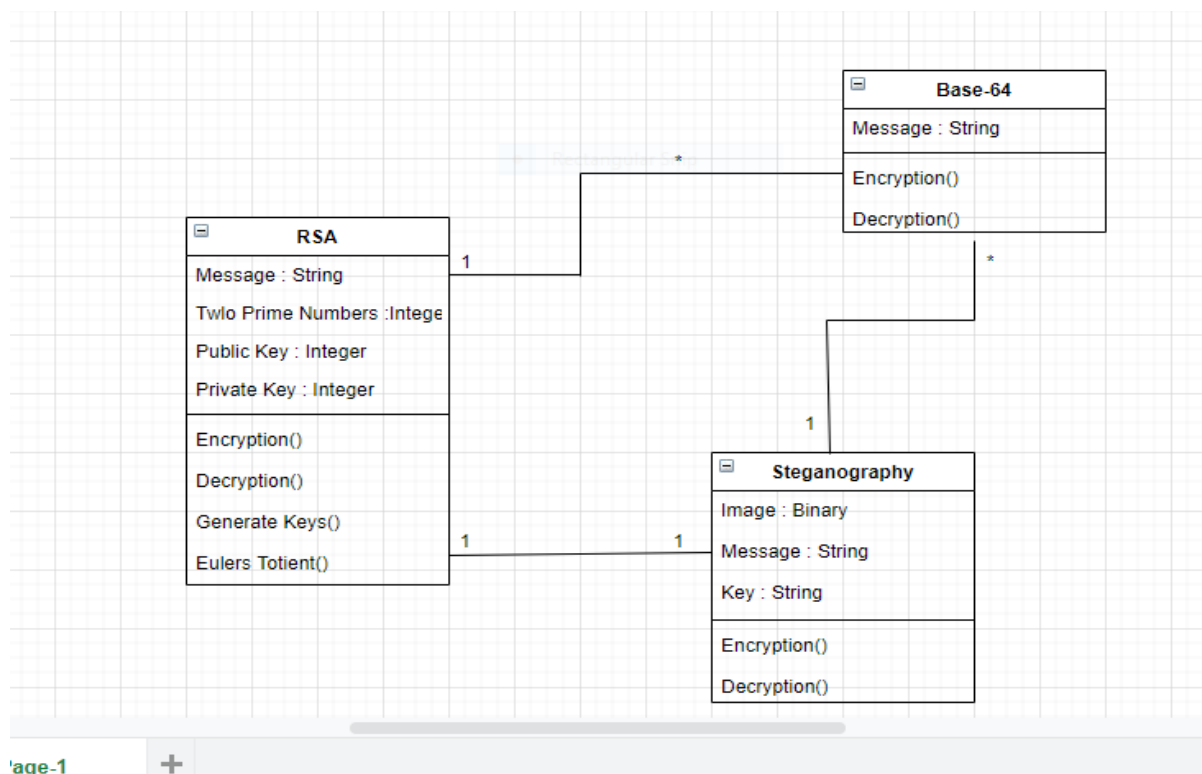 Base-64
Message : String
Encryption()
Decryption()
*
*
Rectangular Snip
RSA
Message : String
Twlo Prime Numbers :Intege
Public Key : Integer
Private Key : Integer
Encryption()
Decryption()
Generate Keys()
Eulers Totient()
1
1
1
1
Steganography
Image : Binary
Message : String
Key : String
Encryption()
Decryption()
age-1